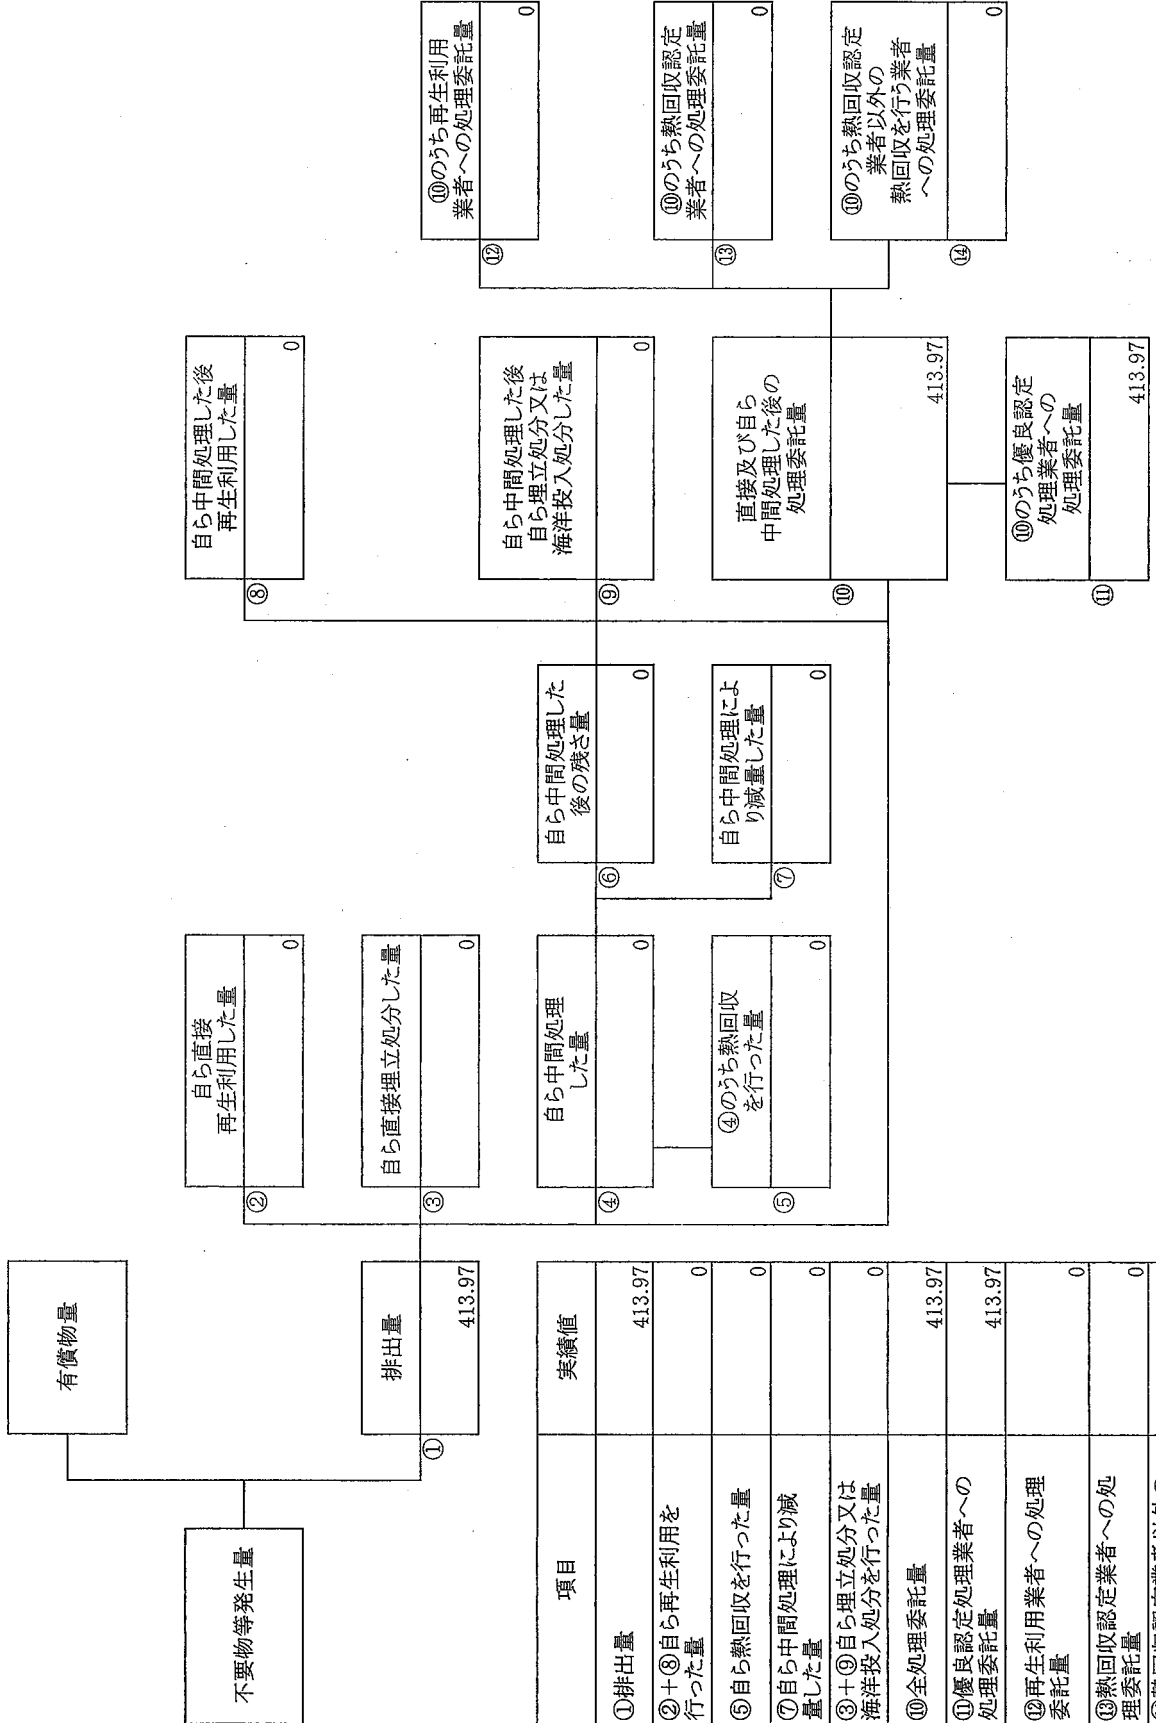 不要物等発生量
有償物量
排出量
①
413.97
自ら直接
再生利用した量
②
0
自ら直接埋立処分した量
③
0
自ら中間処理
した量
④
0
④のうち熱回収
を行った量
⑤
0
自ら中間処理した
後の残さ量
⑥
0
自ら中間処理によ
り減量した量
⑦
0
自ら中間処理した後
再生利用した量
⑧
0
自ら中間処理した後
自ら埋立処分又は
海洋投入処分した量
⑨
0
直接及び自ら
中間処理した後の
処理委託量
⑩
413.97
⑩のうち優良認定
処理業者への
処理委託量
⑪
413.97
⑩のうち再生利用
業者への処理委託量
⑫
0
⑩のうち熱回収認定
業者への処理委託量
⑬
0
⑩のうち熱回収認定
業者以外の
熱回収を行う業者
への処理委託量
⑭
0
項目
実績値
①排出量
413.97
②+⑧自ら再生利用を
行った量
0
⑤自ら熱回収を行った量
0
⑦自ら中間処理により減
量した量
0
③+⑨自ら埋立処分又は
海洋投入処分を行った量
0
⑩全処理委託量
413.97
⑪優良認定処理業者への
処理委託量
413.97
⑫再生利用業者への処理
委託量
0
⑬熱回収認定業者への処
理委託量
0